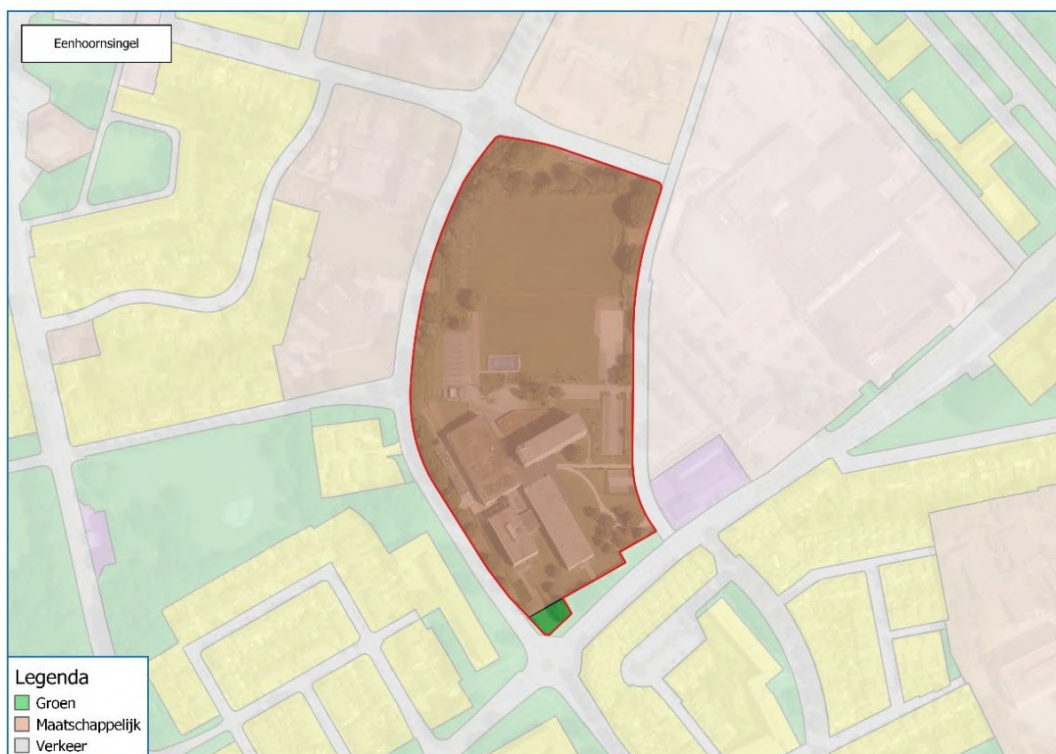 Eenhoornsingel
Legenda
Groen
Maatschappelijk
Verkeer